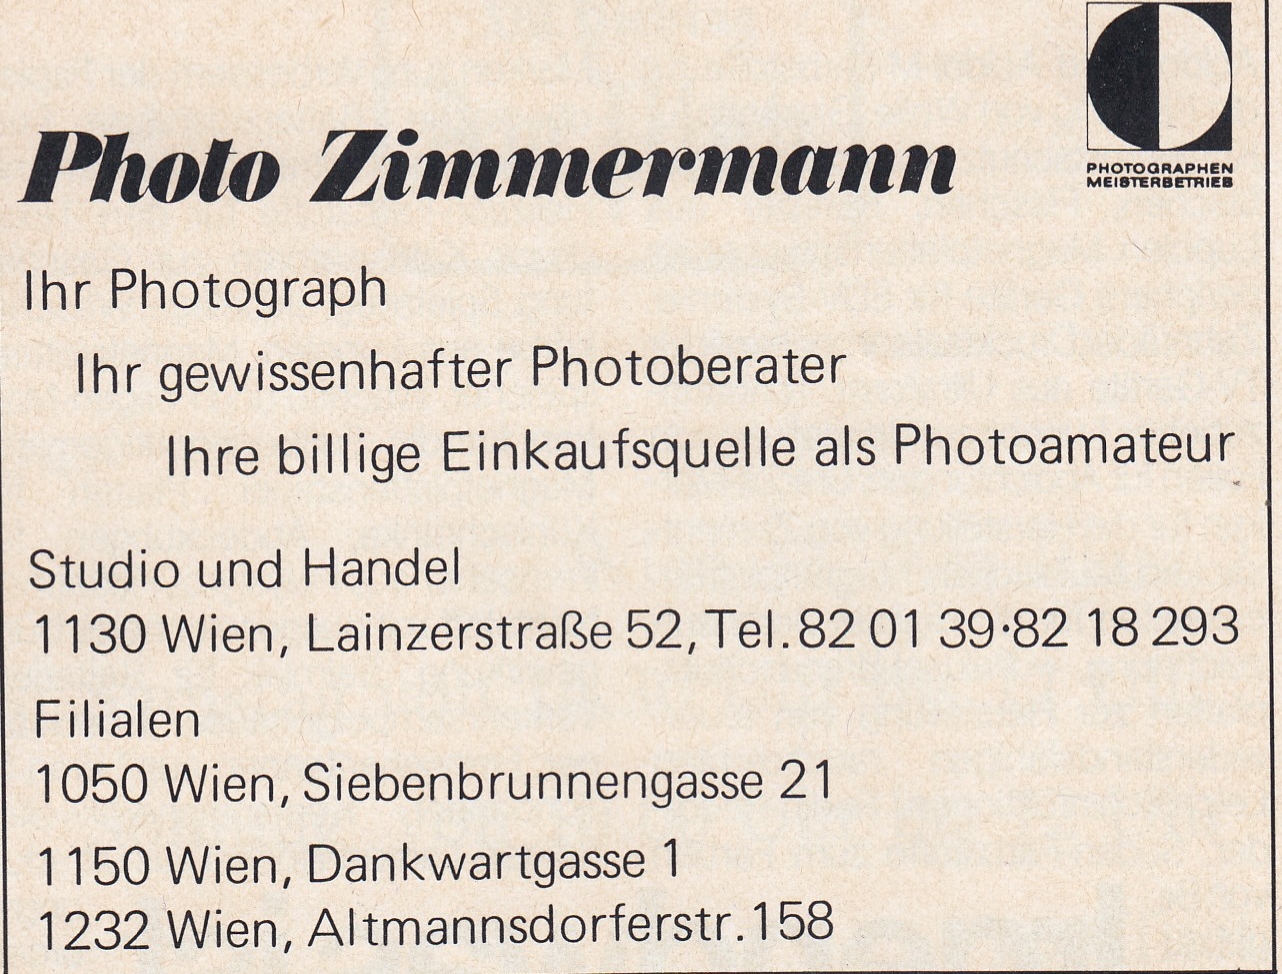 Photo Zimmermann
PHOTOGRAPHEN
MEISTERBETRIEB
Ihr Photograph
Ihr gewissenhafter Photoberater
Ihre billige Einkaufsquelle als Photoamateur
Studio und Handel
1130 Wien, Lainzerstraße 52, Tel. 82 01 39·82 18 293
Filialen
1050 Wien, Siebenbrunnengasse 21
1150 Wien, Dankwartgasse 1
1232 Wien, Altmannsdorferstr. 158